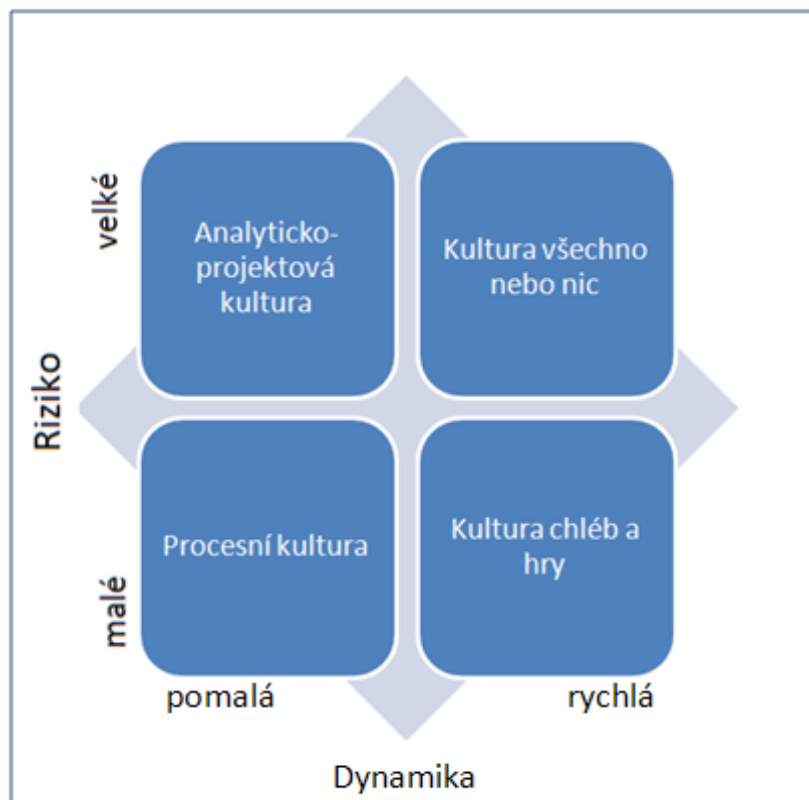 velké
Analyticko-
projektová
kultura
Kultura všechno
nebo nic
Riziko
Procesní kultura
Kultura chléb a
hry
malé
pomalá
rychlá
Dynamika